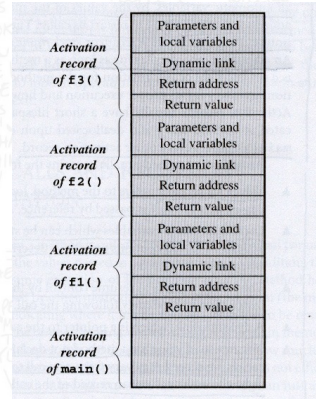 Activation
record
of f3()
Parameters and
local variables
Dynamic link
Return address
Return value
Activation
record
of f2()
Parameters and
local variables
Dynamic link
Return address
Return value
Activation
record
of f1()
Parameters and
local variables
Dynamic link
Return address
Return value
Activation
record
of main()